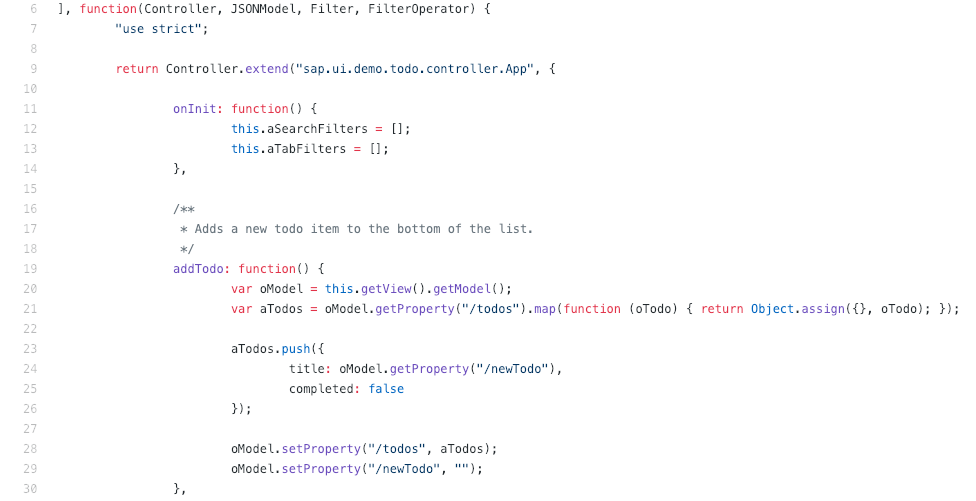 6 ], function(Controller, JSONModel, Filter, FilterOperator) {
7 "use strict";
8
9 return Controller.extend("sap.ui.demo.todo.controller.App", {
10
11 onInit: function() {
12 this.aSearchFilters = [];
13 this.aTabFilters = [];
14 },
15
16 /**
17 * Adds a new todo item to the bottom of the list.
18 */
19 addTodo: function() {
20 var oModel = this.getView().getModel();
21 var aTodos = oModel.getProperty("/todos").map(function (oTodo) { return Object.assign({}, oTodo); });
22
23 aTodos.push({
24 title: oModel.getProperty("/newTodo"),
25 completed: false
26 });
27
28 oModel.setProperty("/todos", aTodos);
29 oModel.setProperty("/newTodo", "");
30 },